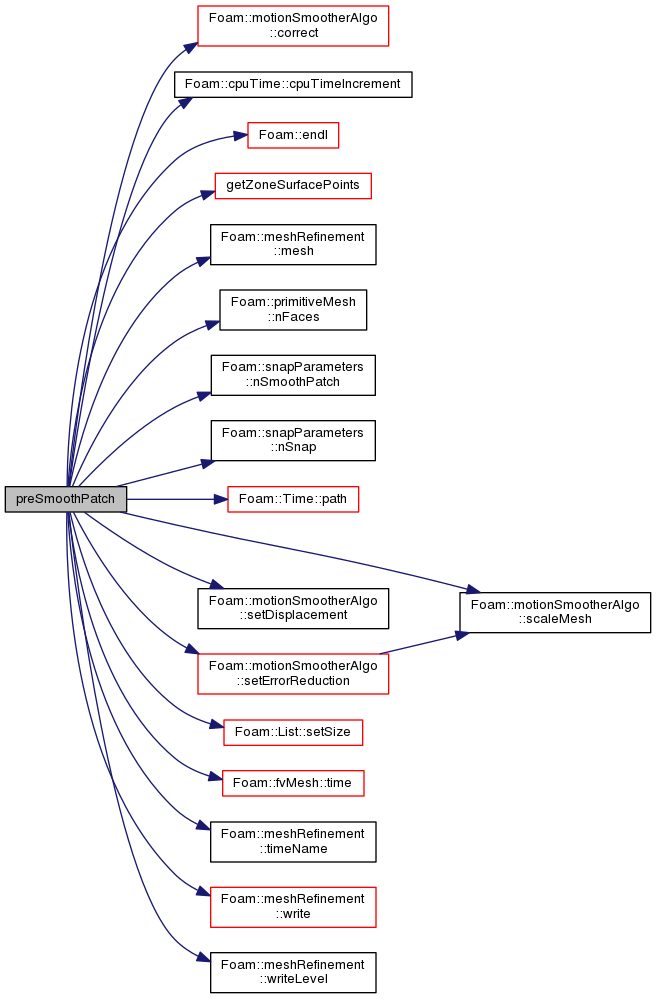 Foam::motionSmootherAlgo
::correct
Foam::cpuTime::cpuTimeIncrement
Foam::endl
getZoneSurfacePoints
Foam::meshRefinement
::mesh
Foam::primitiveMesh
::nFaces
Foam::snapParameters
::nSmoothPatch
Foam::snapParameters
::nSnap
preSmoothPatch
Foam::Time::path
Foam::motionSmootherAlgo
::setDisplacement
Foam::motionSmootherAlgo
::scaleMesh
Foam::motionSmootherAlgo
::setErrorReduction
Foam::List::setSize
Foam::fvMesh::time
Foam::meshRefinement
::timeName
Foam::meshRefinement
::write
Foam::meshRefinement
::writeLevel